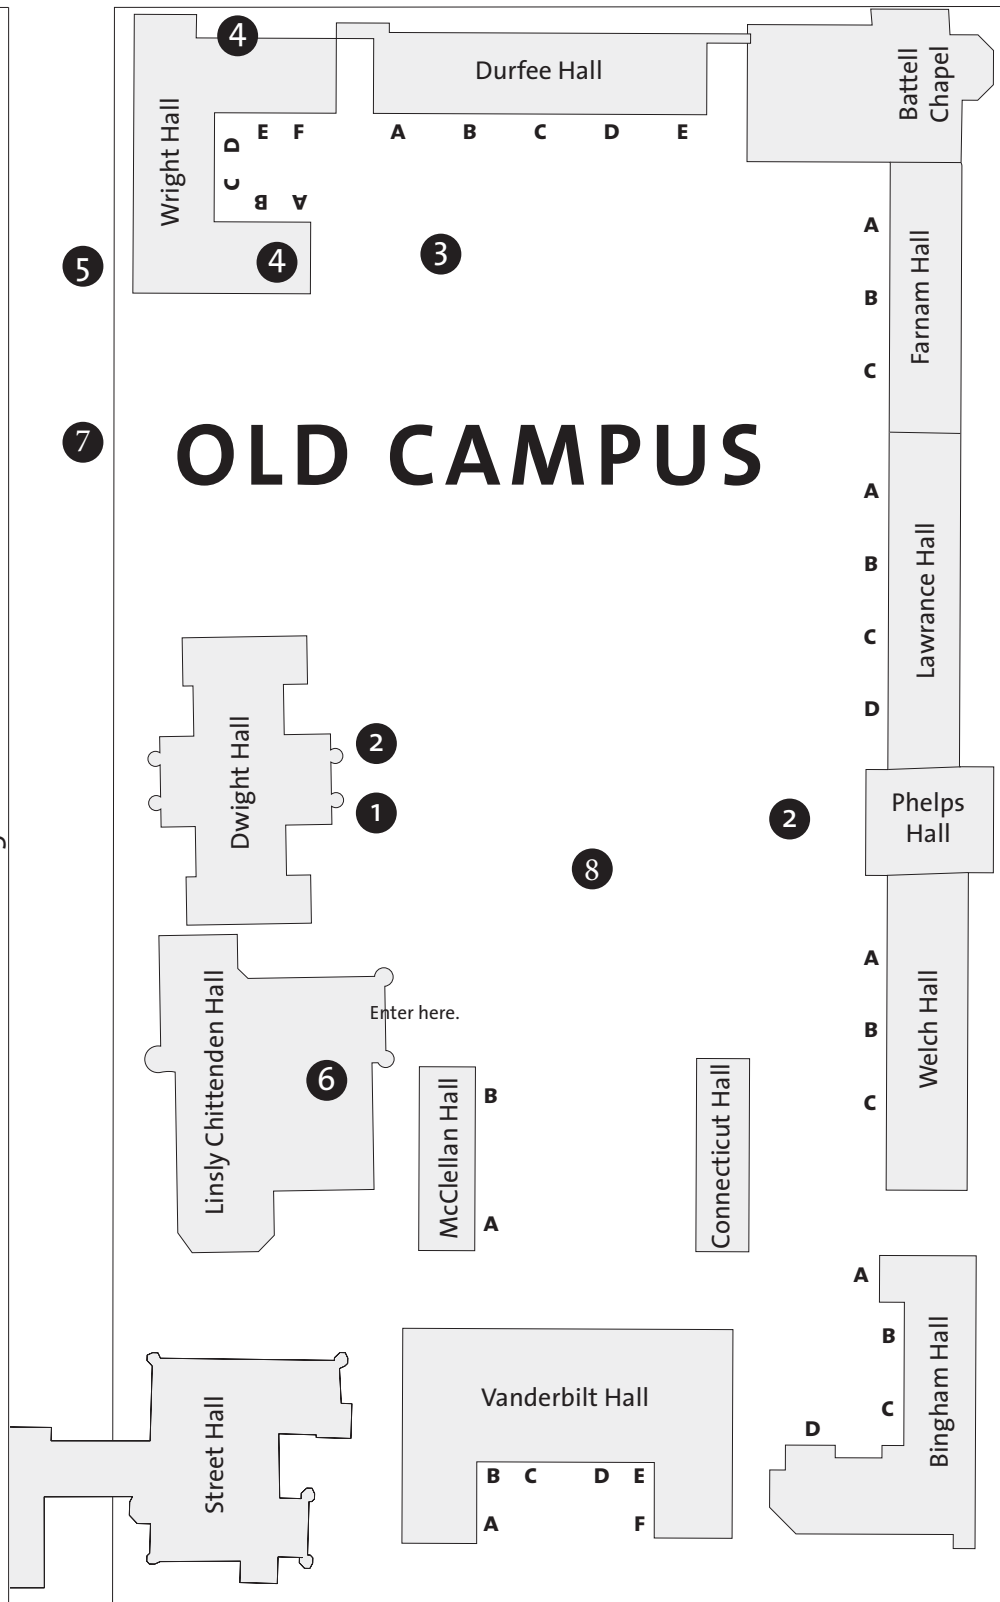 4
Durfee Hall
Battell
Chapel
Wright Hall
E F
D
C
B A
A B C D E
4
3
5
A
B
C
Farnam Hall
7
OLD CAMPUS
A
B
C
D
Lawrance Hall
Dwight Hall
2
1
2
Phelps
Hall
8
Linsly Chittenden Hall
Enter here.
6
McClellan Hall
B
A
Connecticut Hall
A
B
C
Welch Hall
A
B
C
D
Bingham Hall
Vanderbilt Hall
B C D E
A F
Street Hall